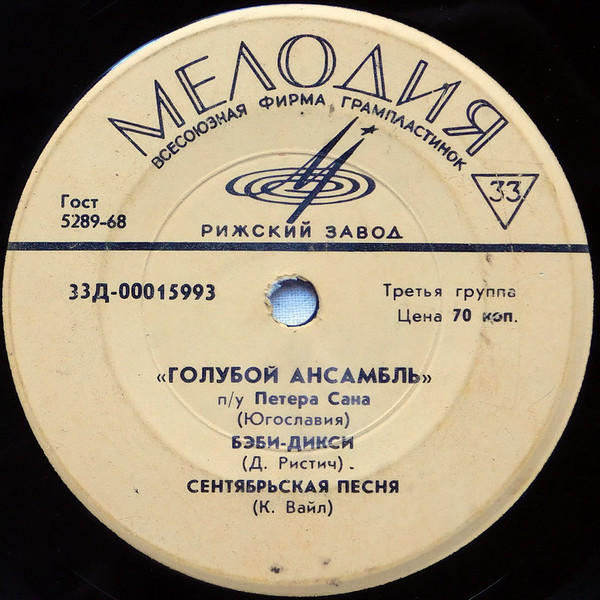 МЕЛОДИЯ
ВСЕСОЮЗНАЯ ФИРМА ГРАМПЛАСТИНОК
33
Гост
5289-68
РИЖСКИЙ ЗАВОД
33Д-00015993
Третья группа
Цена 70 коп.
«ГОЛУБОЙ АНСАМБЛЬ»
п/у Петера Сана
(Югославия)
БЭБИ-ДИКСИ
(Д. Ристич)
СЕНТЯБРЬСКАЯ ПЕСНЯ
(К. Вайл)